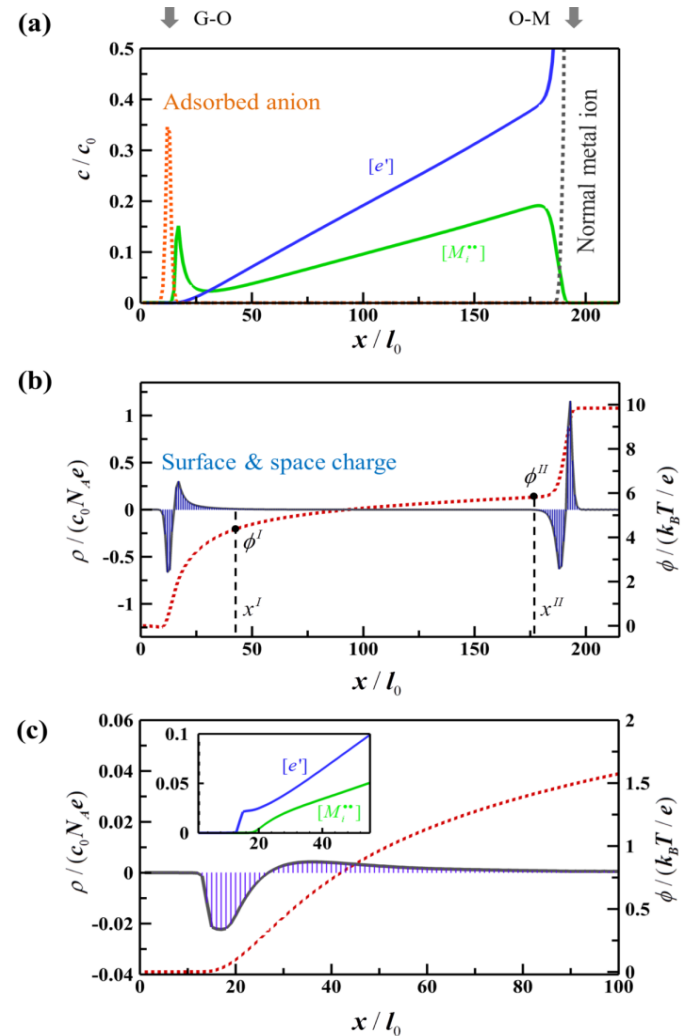 (a)
G-O
O-M
0.5
0.4
0.3
0.2
0.1
0
c / c₀
Adsorbed anion
[e']
[Mᵢ••]
Normal metal ion
0 50 100 150 200
x / l₀
(b)
1
0.5
0
-0.5
-1
ρ / (c₀N_A e)
Surface & space charge
ϕᴵ
ϕᴵᴵ
xᴵ
xᴵᴵ
10
8
6
4
2
0
ϕ / (k_B T / e)
0 50 100 150 200
x / l₀
(c)
0.06
0.04
0.02
0
-0.02
-0.04
ρ / (c₀N_A e)
0.1
0.05
0
20 40
[e']
[Mᵢ••]
2
1.5
1
0.5
0
ϕ / (k_B T / e)
0 20 40 60 80 100
x / l₀